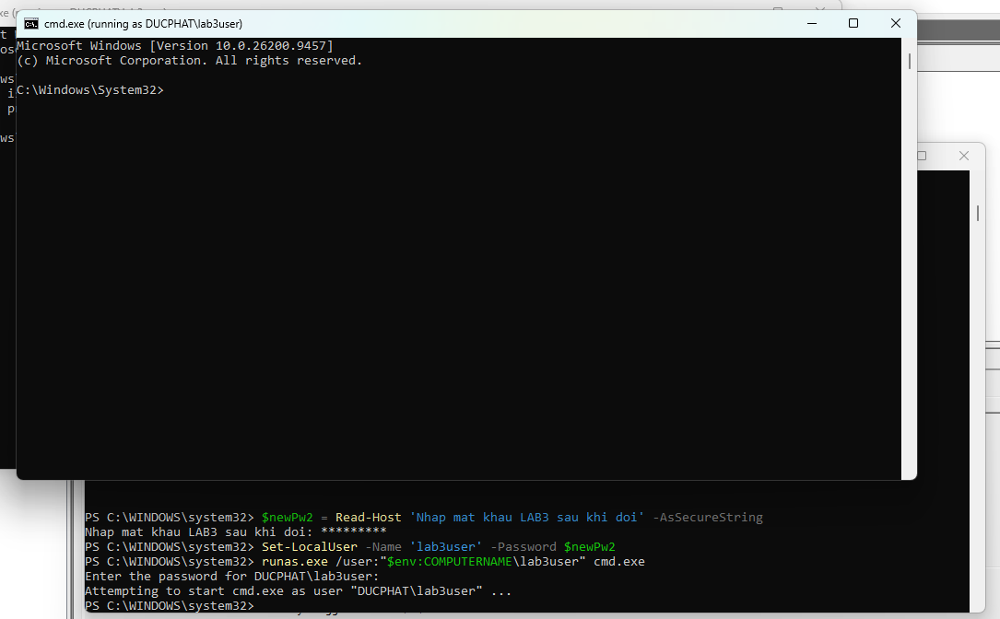 cmd.exe (running as DUCPHAT\lab3user)
Microsoft Windows [Version 10.0.26200.9457]
(c) Microsoft Corporation. All rights reserved.
C:\Windows\System32>
PS C:\WINDOWS\system32> $newPw2 = Read-Host 'Nhap mat khau LAB3 sau khi doi' -AsSecureString
Nhap mat khau LAB3 sau khi doi: *********
PS C:\WINDOWS\system32> Set-LocalUser -Name 'lab3user' -Password $newPw2
PS C:\WINDOWS\system32> runas.exe /user:"$env:COMPUTERNAME\lab3user" cmd.exe
Enter the password for DUCPHAT\lab3user:
Attempting to start cmd.exe as user "DUCPHAT\lab3user" ...
PS C:\WINDOWS\system32>